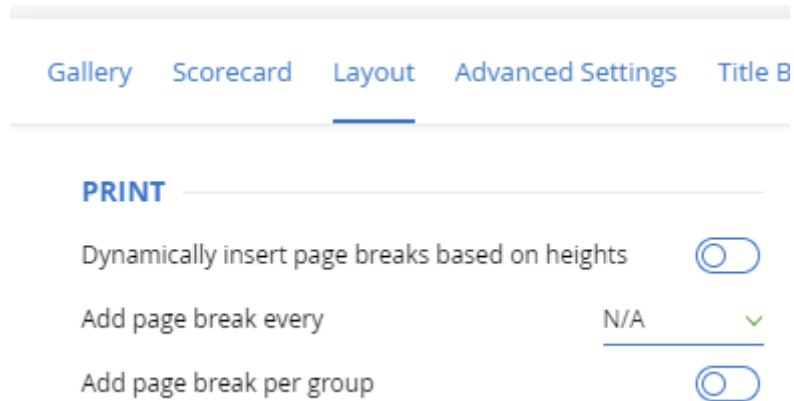 Gallery Scorecard Layout Advanced Settings Title B
PRINT
Dynamically insert page breaks based on heights
Add page break every N/A
Add page break per group